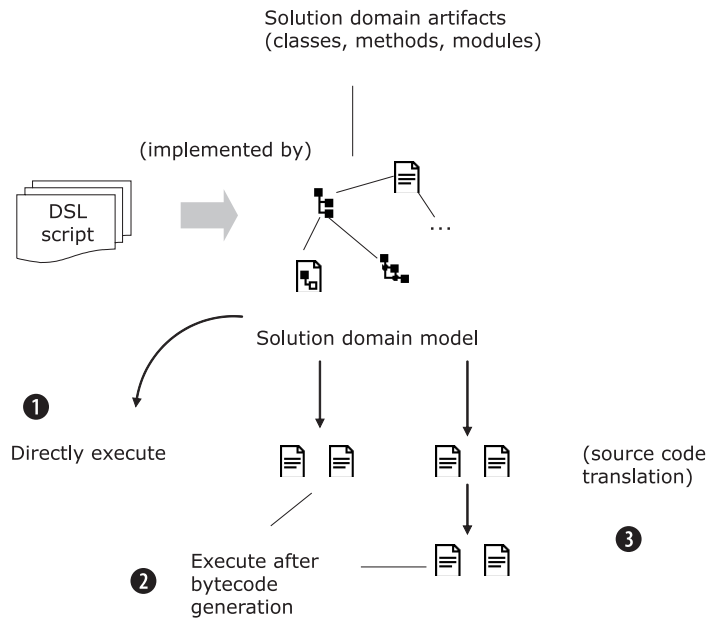 Solution domain artifacts
(classes, methods, modules)
(implemented by)
DSL
script
...
Solution domain model
1
Directly execute
(source code
translation)
3
2
Execute after
bytecode
generation